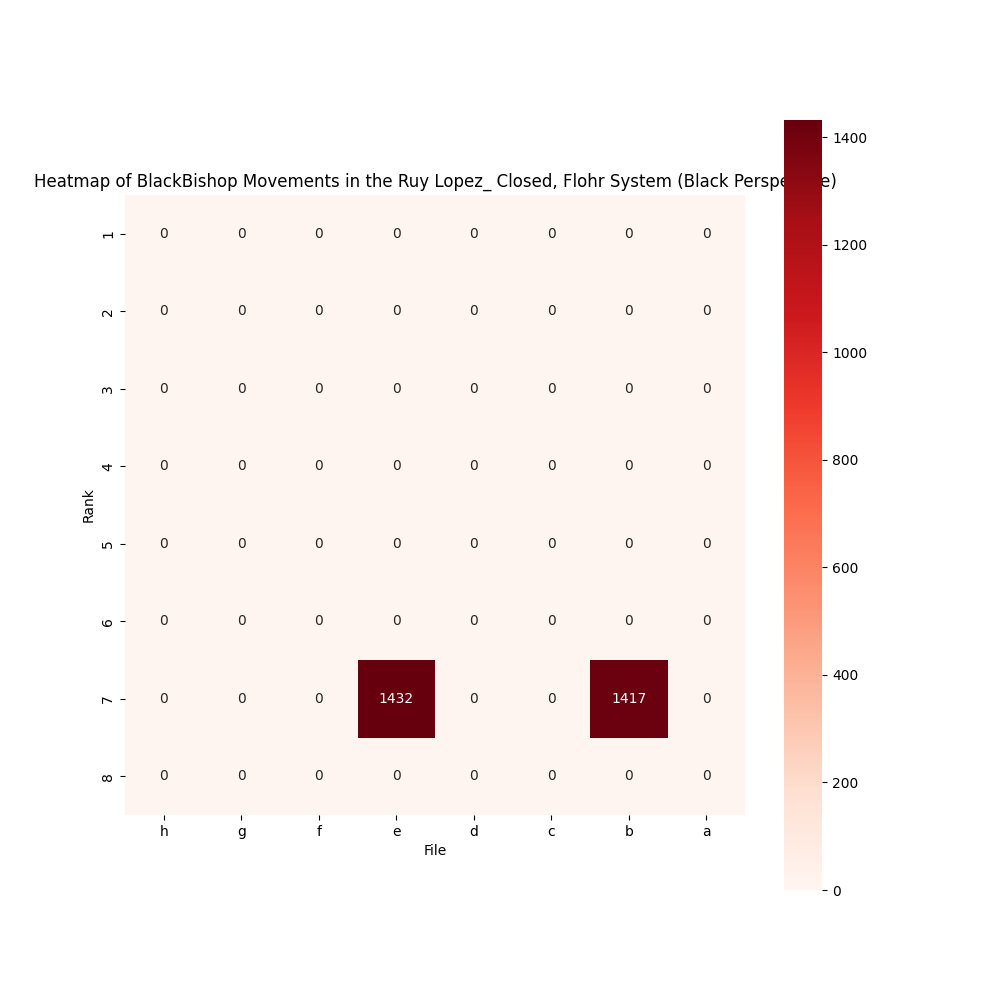 Heatmap of BlackBishop Movements in the Ruy Lopez_ Closed, Flohr System (Black Perspe e)
1400
1200
1000
800
600
400
200
0
Rank
1 0 0 0 0 0 0 0 0
2 0 0 0 0 0 0 0 0
3 0 0 0 0 0 0 0 0
4 0 0 0 0 0 0 0 0
5 0 0 0 0 0 0 0 0
6 0 0 0 0 0 0 0 0
7 0 0 0 1432 0 0 1417 0
8 0 0 0 0 0 0 0 0
h g f e d c b a
File